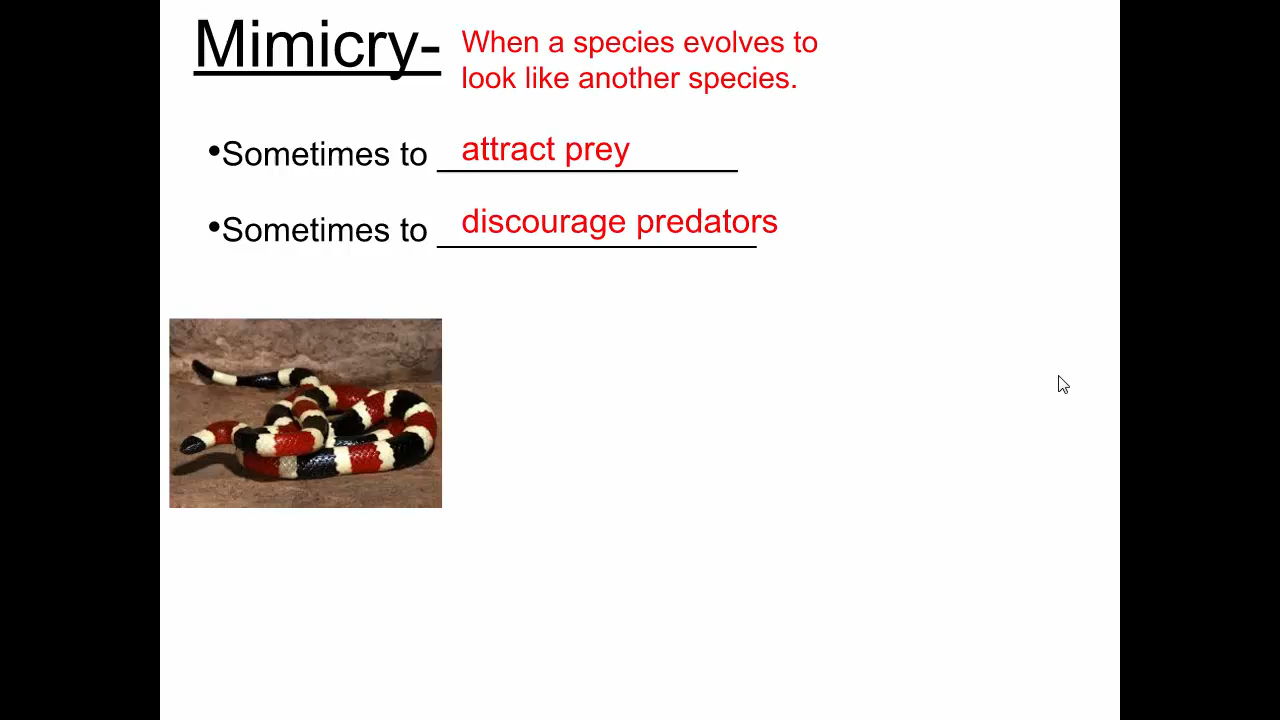 Mimicry- When a species evolves to
look like another species.
•Sometimes to attract prey
•Sometimes to discourage predators